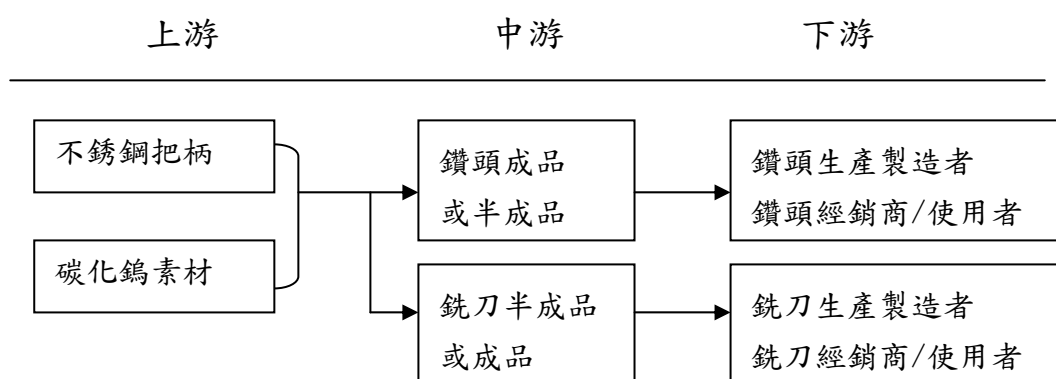 上游
中游
下游
不銹鋼把柄
碳化鎢素材
鑽頭成品
或半成品
銑刀半成品
或成品
鑽頭生產製造者
鑽頭經銷商/使用者
銑刀生產製造者
銑刀經銷商/使用者